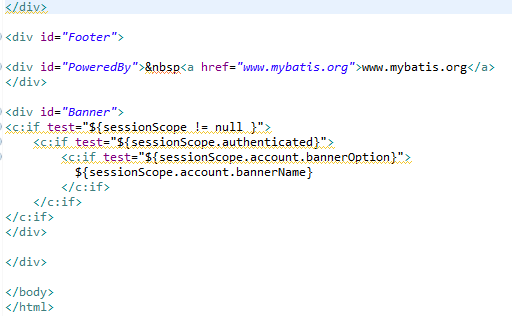 </div>
<div id="Footer">
<div id="PoweredBy">&nbsp<a href="www.mybatis.org">www.mybatis.org</a>
</div>
<div id="Banner">
<c:if test="${sessionScope != null }">
<c:if test="${sessionScope.authenticated}">
<c:if test="${sessionScope.account.bannerOption}">
${sessionScope.account.bannerName}
</c:if>
</c:if>
</c:if>
</div>
</div>
</body>
</html>